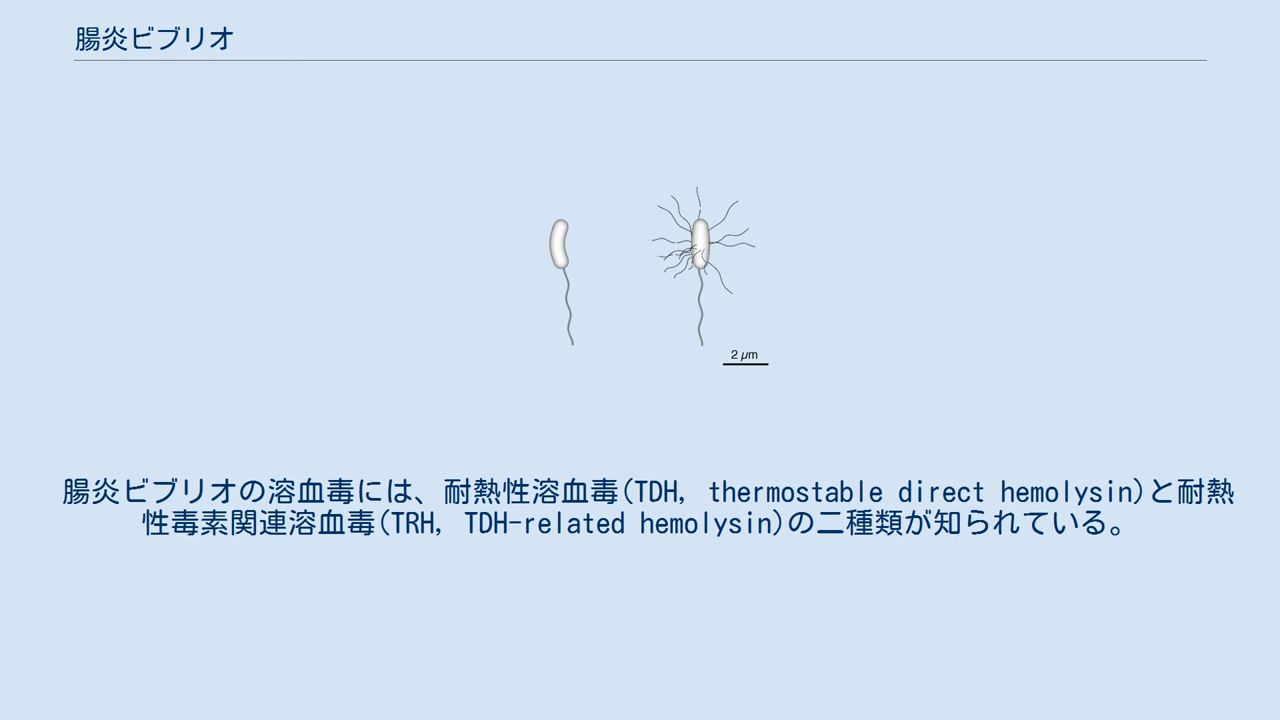 腸炎ビブリオ
2 µm
腸炎ビブリオの溶血毒には、耐熱性溶血毒(TDH, thermostable direct hemolysin)と耐熱
性毒素関連溶血毒(TRH, TDH-related hemolysin)の二種類が知られている。